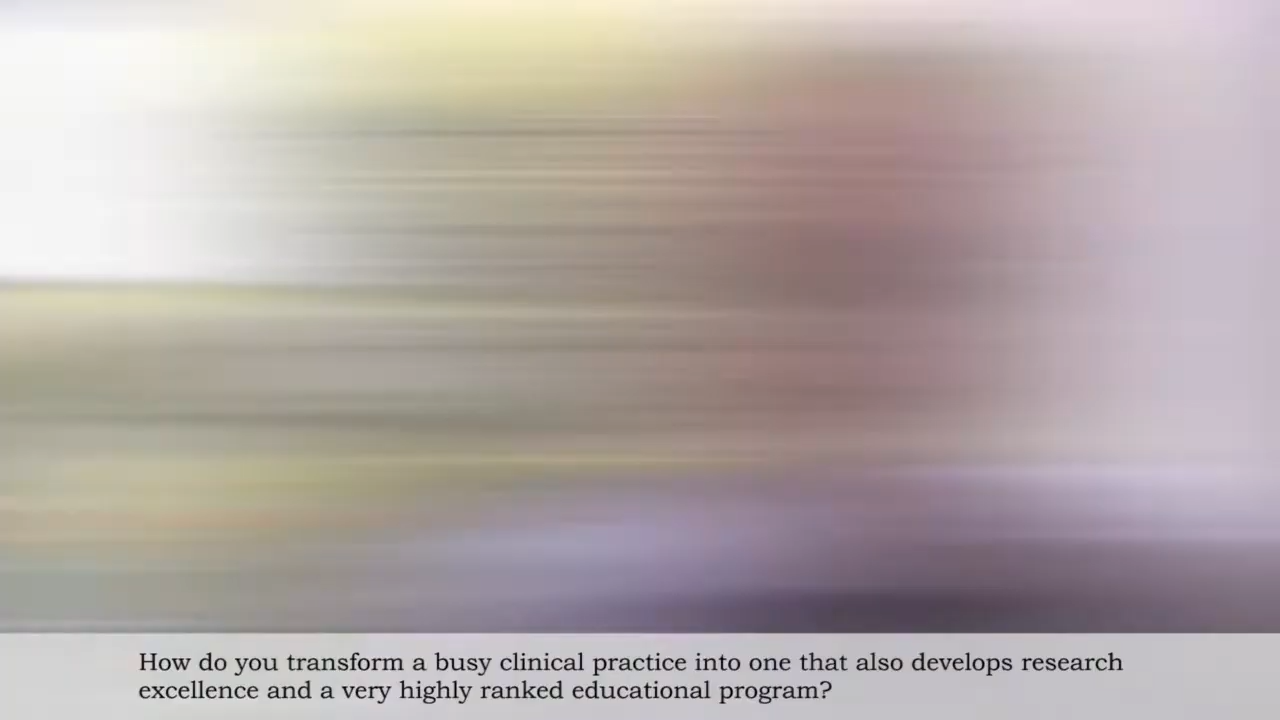 How do you transform a busy clinical practice into one that also develops research
excellence and a very highly ranked educational program?